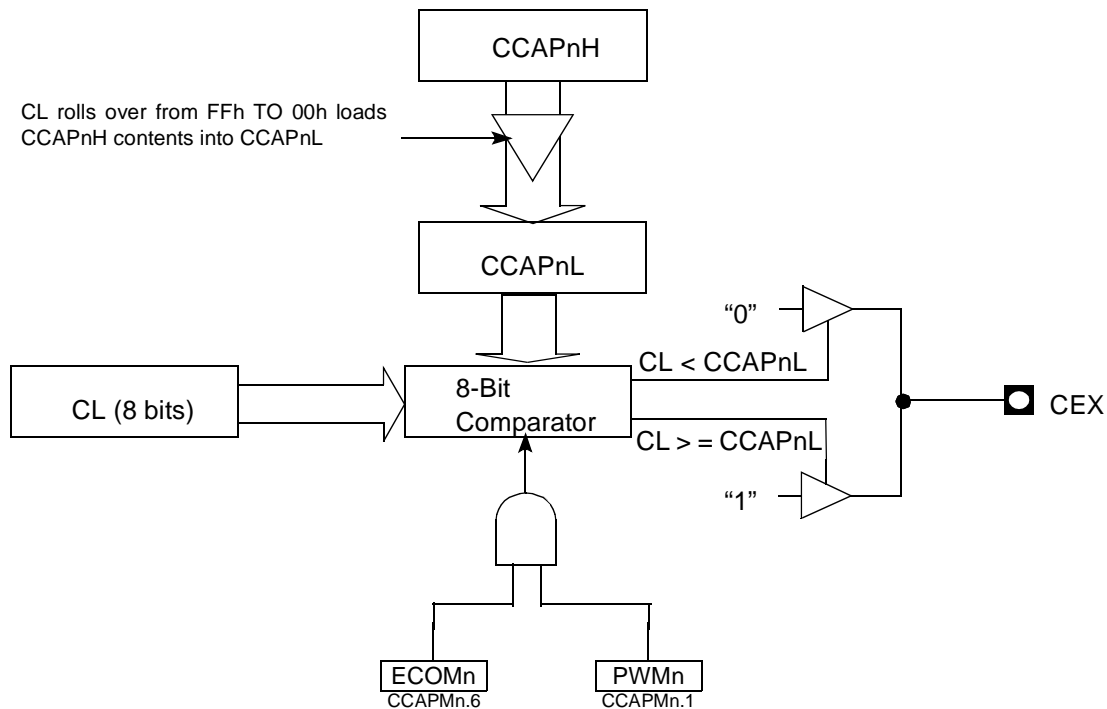 CCAPnH
CL rolls over from FFh TO 00h loads
CCAPnH contents into CCAPnL
CCAPnL
“0”
CL < CCAPnL
CL (8 bits)
8-Bit
Comparator
CEX
CL > = CCAPnL
“1”
ECOMn
CCAPMn.6
PWMn
CCAPMn.1